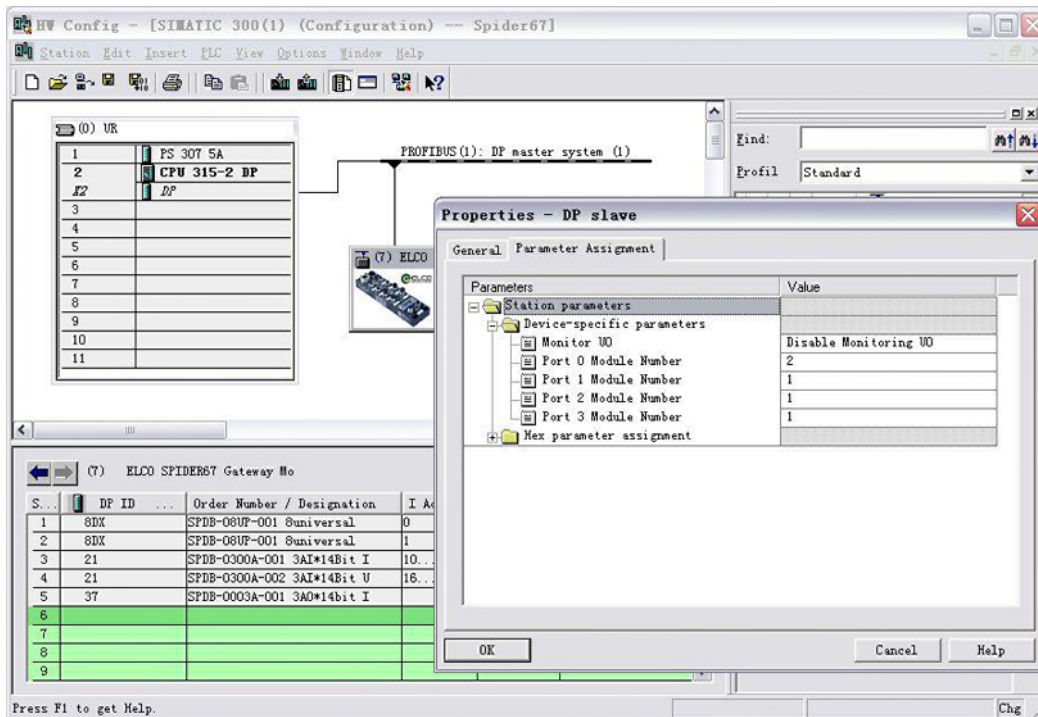 HW Config - [SIMATIC 300(1) (Configuration) -- Spider67]
Station Edit Insert PLC View Options Window Help
(0) UR
1 PS 307 5A
2 CPU 315-2 DP
X2 DP
3
4
5
6
7
8
9
10
11
PROFIBUS(1): DP master system (1)
(7) ELCO
ELCO
Find:
Profil Standard
Properties - DP slave
General Parameter Assignment
Parameters Value
Station parameters
Device-specific parameters
Monitor UO Disable Monitoring UO
Port 0 Module Number 2
Port 1 Module Number 1
Port 2 Module Number 1
Port 3 Module Number 1
Hex parameter assignment
OK Cancel Help
(7) ELCO SPIDER67 Gateway Mo
S... DP ID ... Order Number / Designation I Ad
1 8DX SPDB-08UP-001 8universal 0
2 8DX SPDB-08UP-001 8universal 1
3 21 SPDB-0300A-001 3AI*14Bit I 10...
4 21 SPDB-0300A-002 3AI*14Bit U 16...
5 37 SPDB-0003A-001 3AO*14bit I
6
7
8
9
Press F1 to get Help. Chg